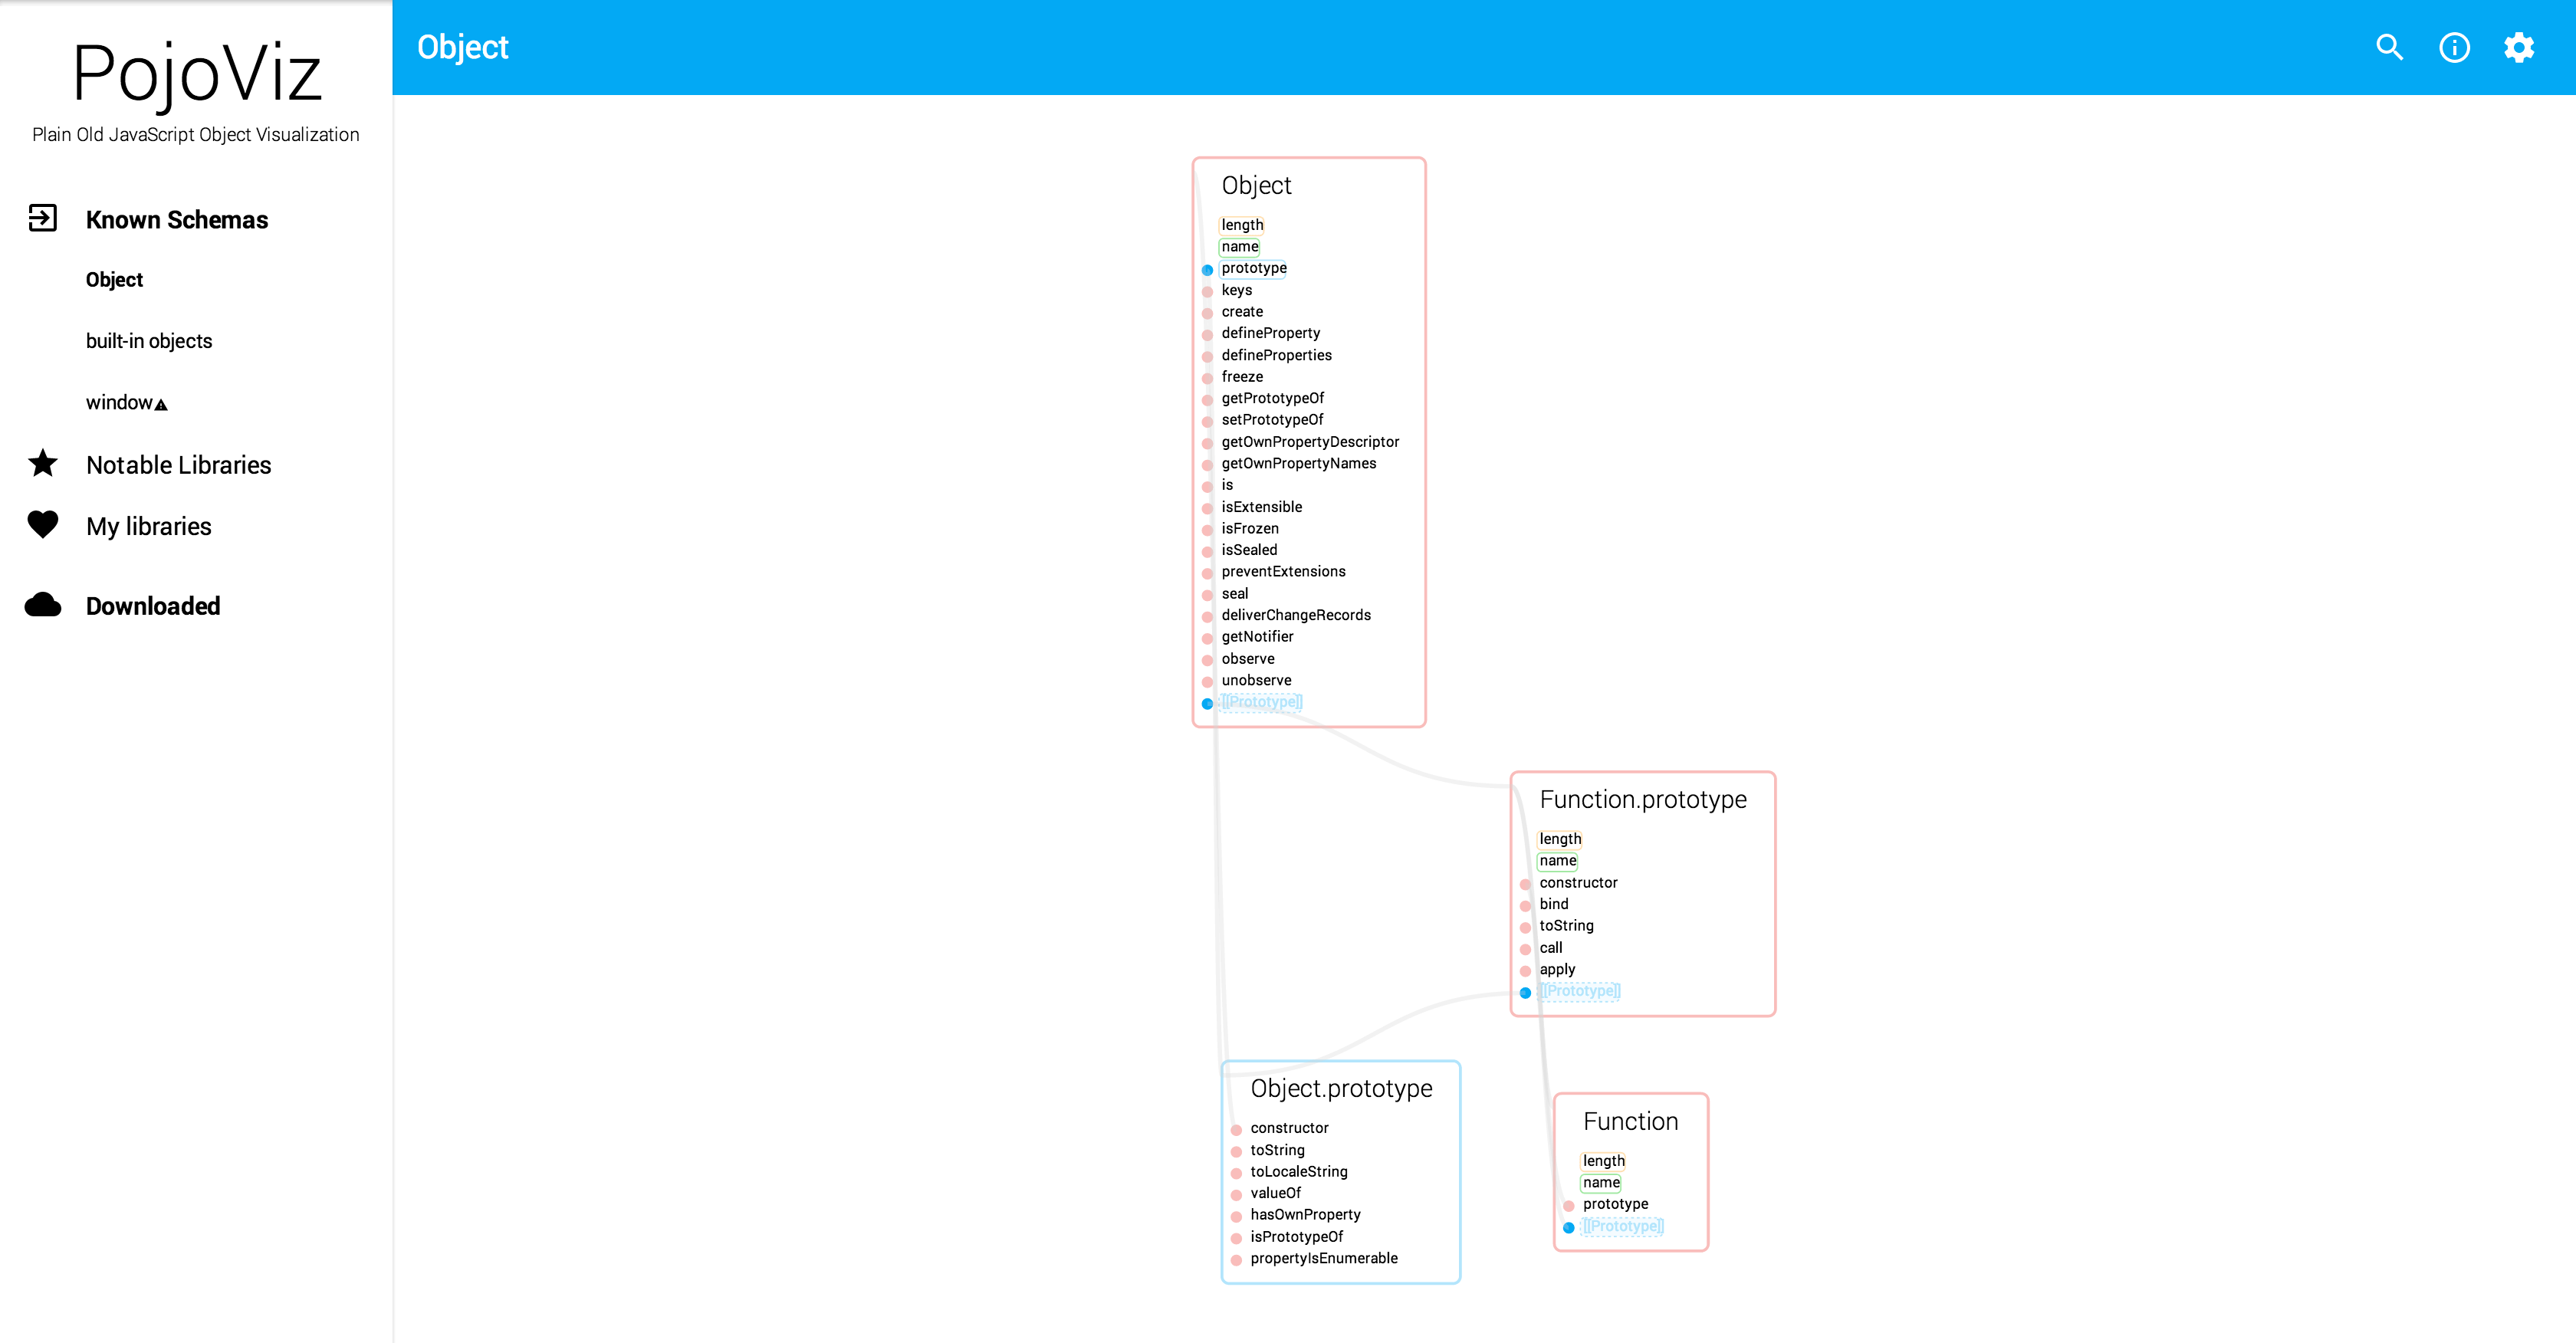 PojoViz
Plain Old JavaScript Object Visualization
Known Schemas
Object
built-in objects
window
Notable Libraries
My libraries
Downloaded
Object
Object
length
name
prototype
keys
create
defineProperty
defineProperties
freeze
getPrototypeOf
setPrototypeOf
getOwnPropertyDescriptor
getOwnPropertyNames
is
isExtensible
isFrozen
isSealed
preventExtensions
seal
deliverChangeRecords
getNotifier
observe
unobserve
[[Prototype]]
Function.prototype
length
name
constructor
bind
toString
call
apply
[[Prototype]]
Object.prototype
constructor
toString
toLocaleString
valueOf
hasOwnProperty
isPrototypeOf
propertyIsEnumerable
Function
length
name
prototype
[[Prototype]]